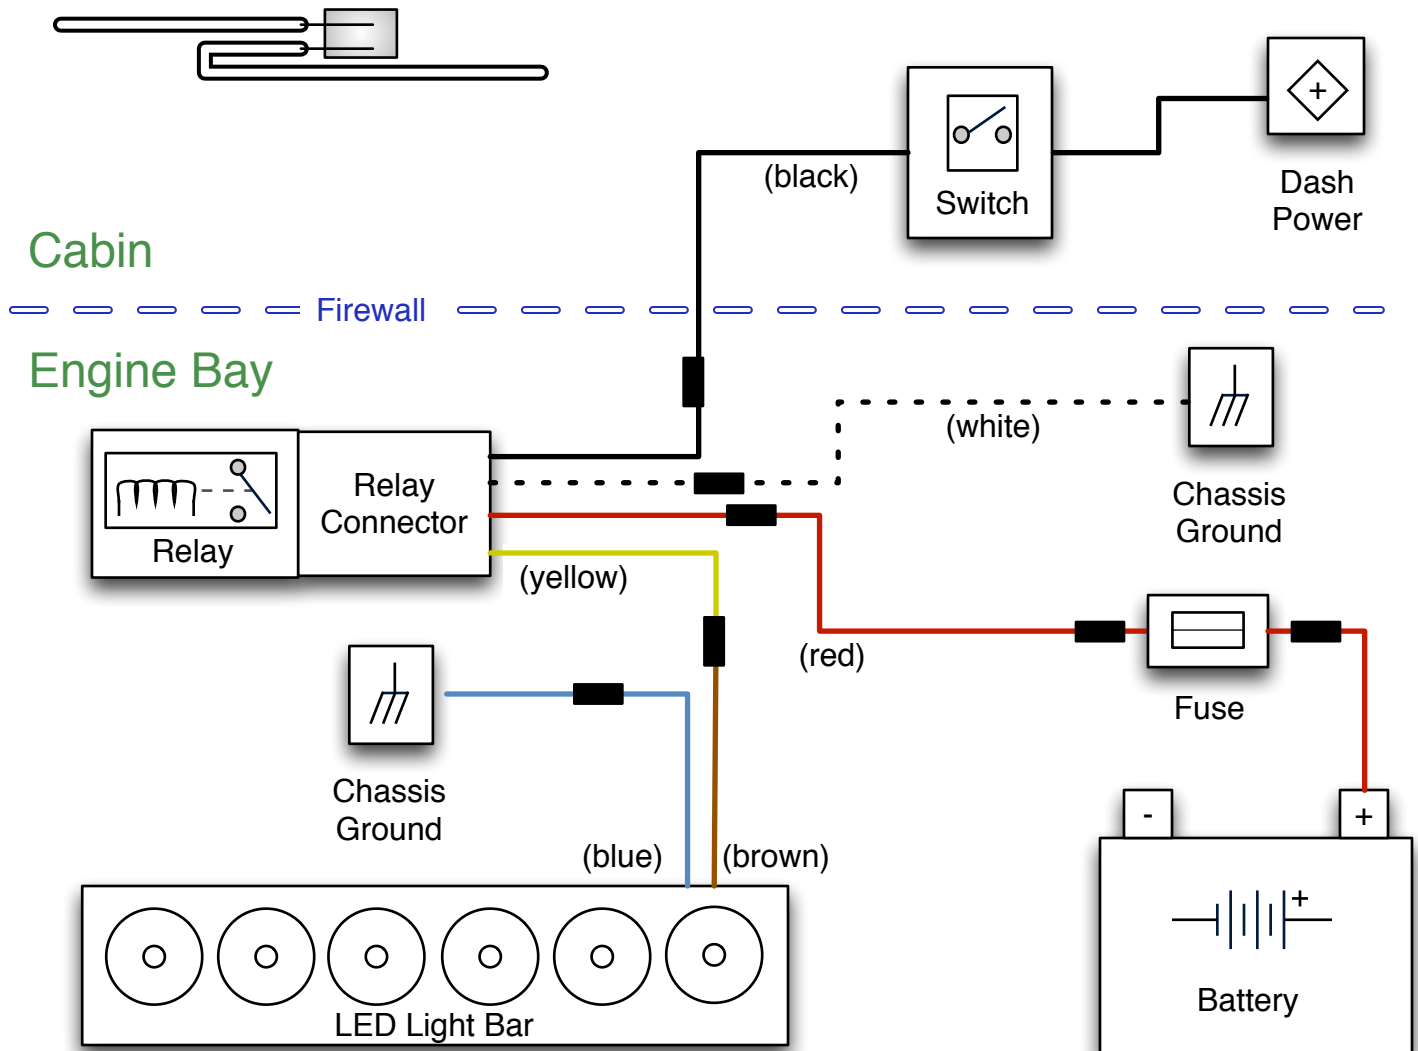 (black)
Switch
+
Dash
Power
Cabin
Firewall
Engine Bay
(white)
Relay
Connector
Relay
Chassis
Ground
(yellow)
(red)
Fuse
Chassis
Ground
-
+
(blue)
(brown)
+
Battery
LED Light Bar